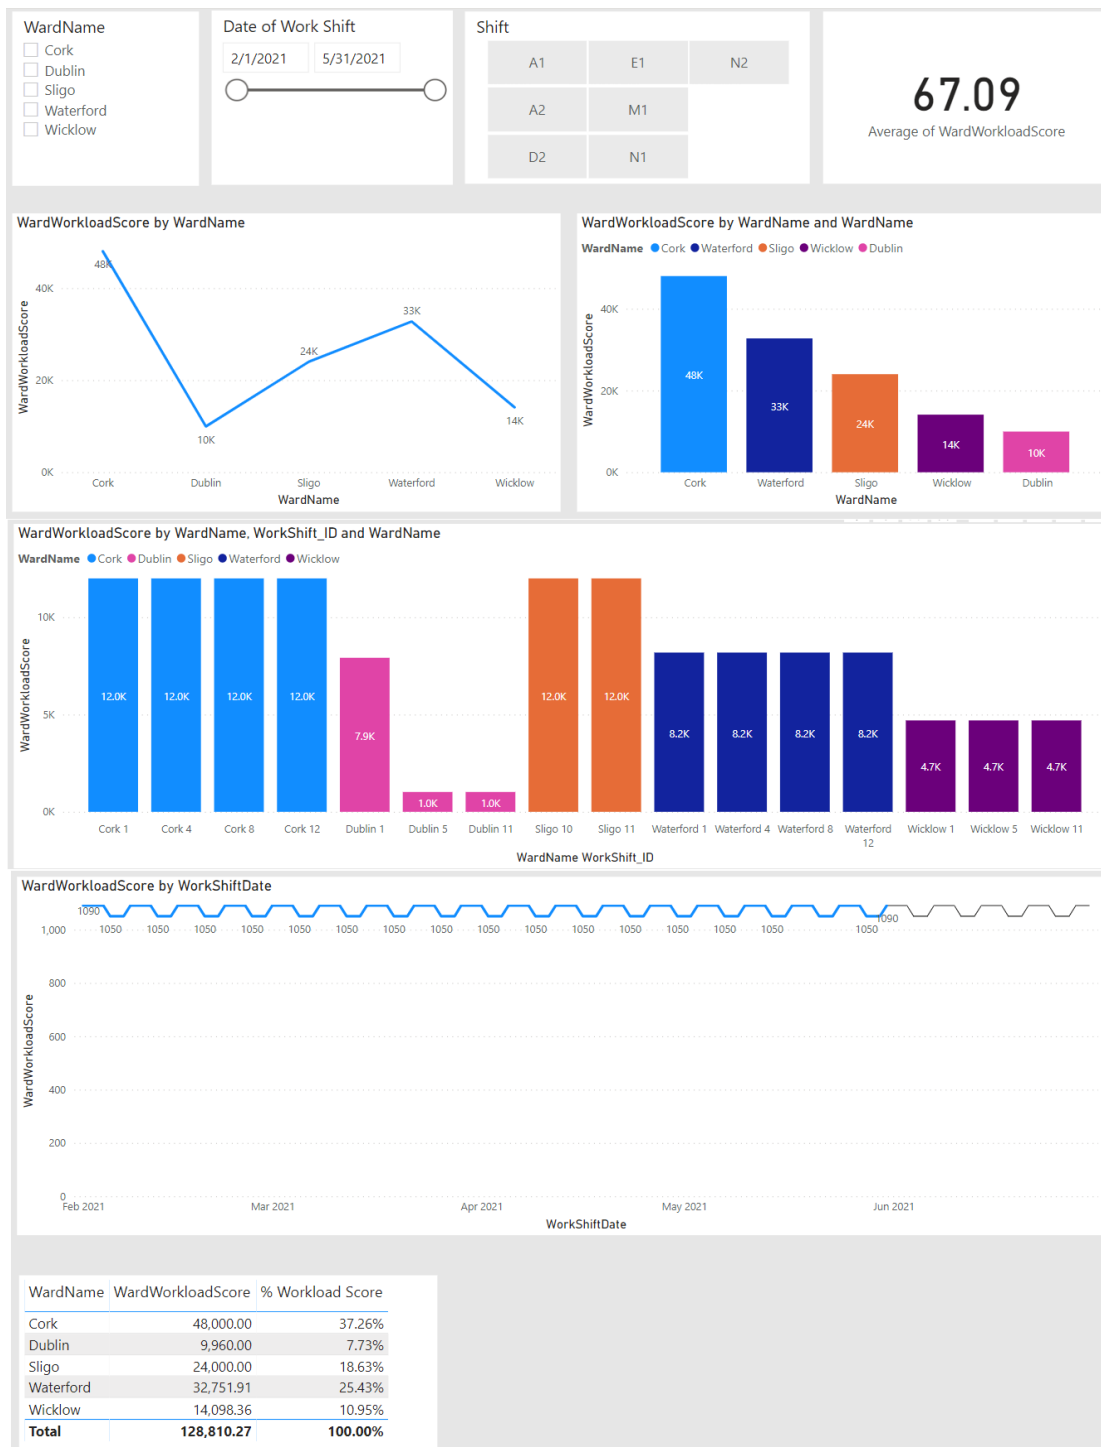 WardName
Cork
Dublin
Sligo
Waterford
Wicklow
Date of Work Shift
2/1/2021 5/31/2021
Shift
A1 E1 N2
A2 M1
D2 N1
67.09
Average of WardWorkloadScore
WardWorkloadScore by WardName
WardWorkloadScore
40K
20K
0K
48K
10K
24K
33K
14K
Cork Dublin Sligo Waterford Wicklow
WardName
WardWorkloadScore by WardName and WardName
WardName Cork Waterford Sligo Wicklow Dublin
WardWorkloadScore
40K
20K
0K
48K
33K
24K
14K
10K
Cork Waterford Sligo Wicklow Dublin
WardName
WardWorkloadScore by WardName, WorkShift_ID and WardName
WardName Cork Dublin Sligo Waterford Wicklow
WardWorkloadScore
10K
5K
0K
12.0K 12.0K 12.0K 12.0K 7.9K 1.0K 1.0K 12.0K 12.0K 8.2K 8.2K 8.2K 8.2K 4.7K 4.7K 4.7K
Cork 1 Cork 4 Cork 8 Cork 12 Dublin 1 Dublin 5 Dublin 11 Sligo 10 Sligo 11 Waterford 1 Waterford 4 Waterford 8 Waterford 12 Wicklow 1 Wicklow 5 Wicklow 11
WardName WorkShift_ID
WardWorkloadScore by WorkShiftDate
WardWorkloadScore
1090 1090
1050 1050 1050 1050 1050 1050 1050 1050 1050 1050 1050 1050 1050 1050 1050 1050
1,000
800
600
400
200
0
Feb 2021 Mar 2021 Apr 2021 May 2021 Jun 2021
WorkShiftDate
WardName WardWorkloadScore % Workload Score
Cork 48,000.00 37.26%
Dublin 9,960.00 7.73%
Sligo 24,000.00 18.63%
Waterford 32,751.91 25.43%
Wicklow 14,098.36 10.95%
Total 128,810.27 100.00%